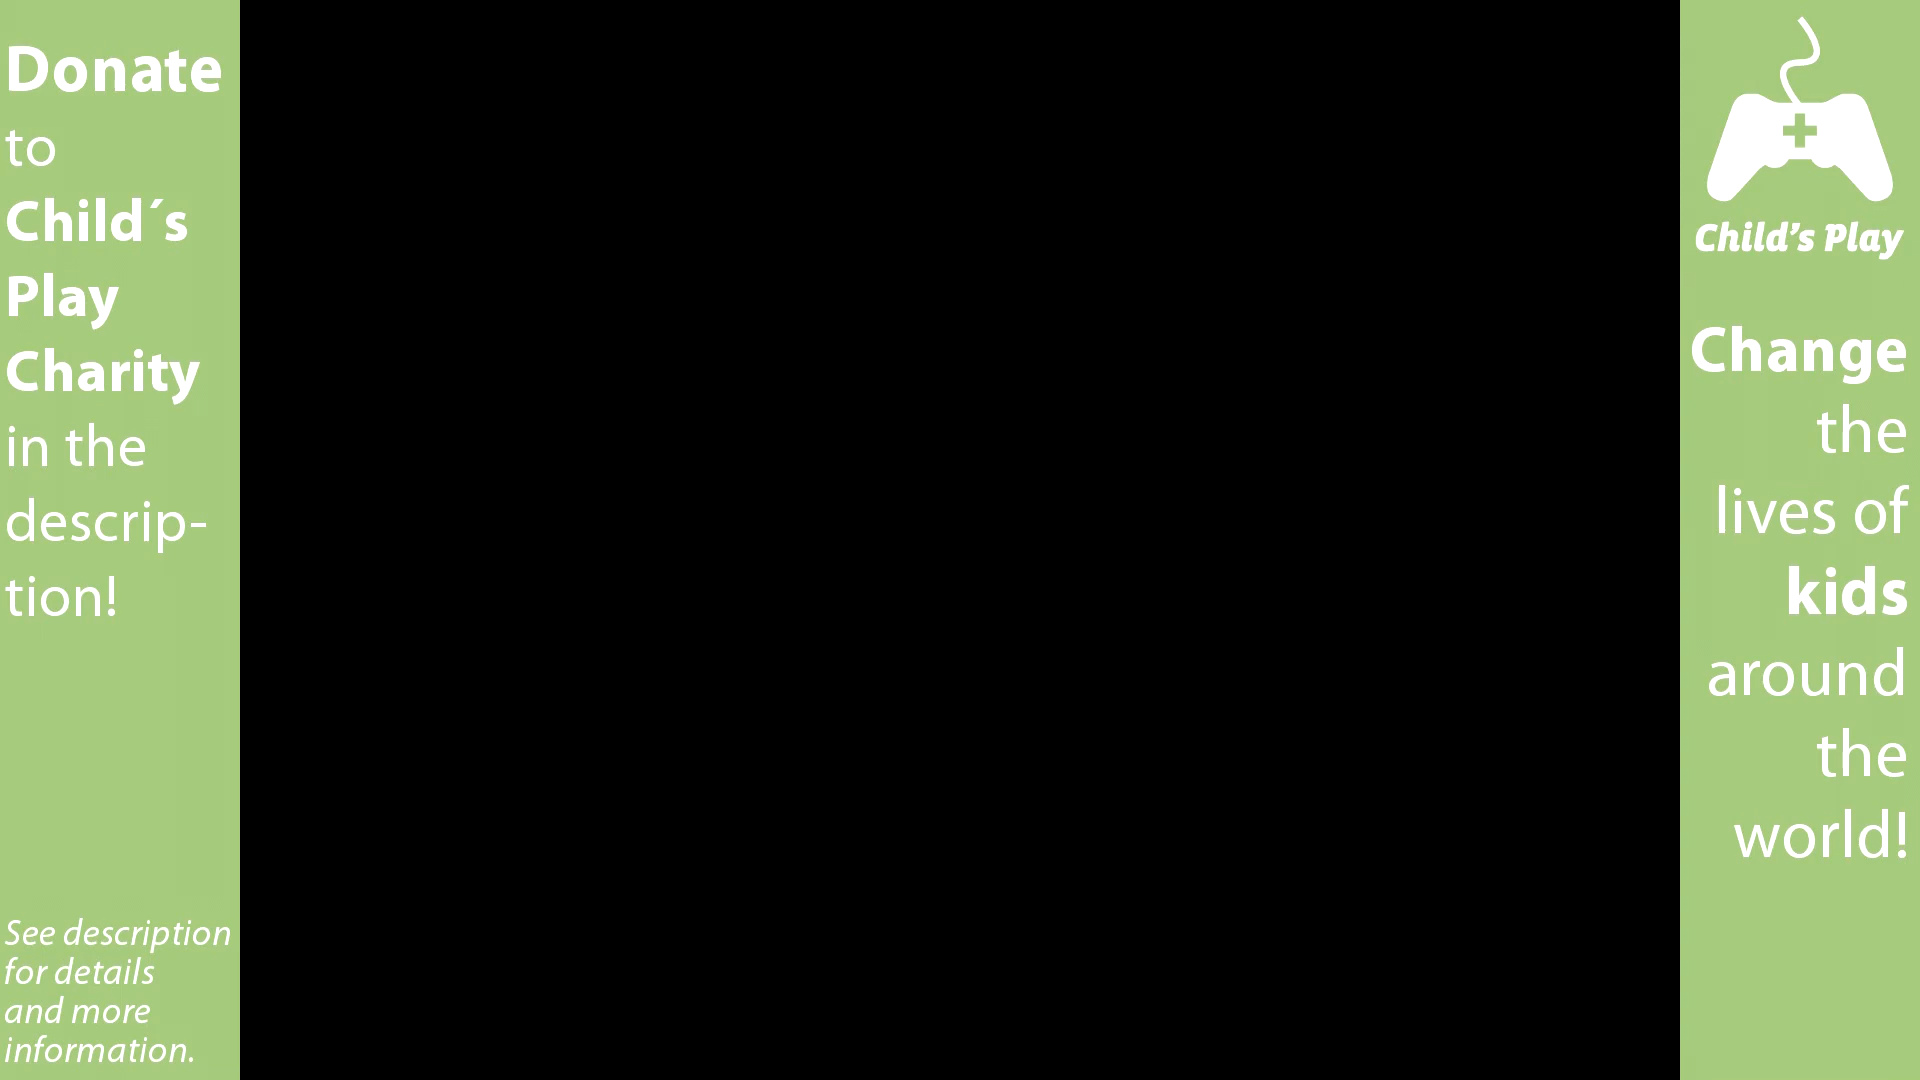 Donate
to
Child´s
Play
Charity
in the
descrip-
tion!
See description
for details
and more
information.
Child's Play
Change
the
lives of
kids
around
the
world!